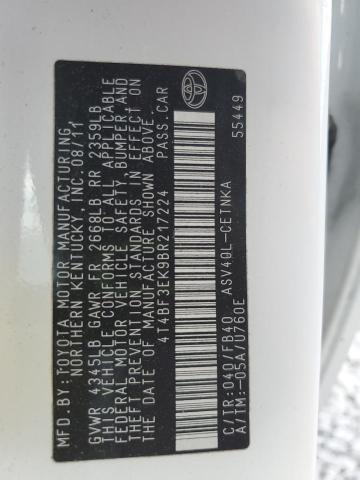 MFD.BY:TOYOTA MOTOR MANUFACTURING,
NORTHERN KENTUCKY, INC. 08/11
GVWR 4345LB GAWR FR 2668LB RR 2359LB
THIS VEHICLE CONFORMS TO ALL APPLICABLE
FEDERAL MOTOR VEHICLE SAFETY, BUMPER AND
THEFT PREVENTION STANDARDS IN EFFECT ON
THE DATE OF MANUFACTURE SHOWN ABOVE.
4T4BF3EK9BR217224 PASS.CAR
C/TR:040/FB40 ASV40L-CETNKA
A/TM:-05A/U760E 55449
TOYOTA